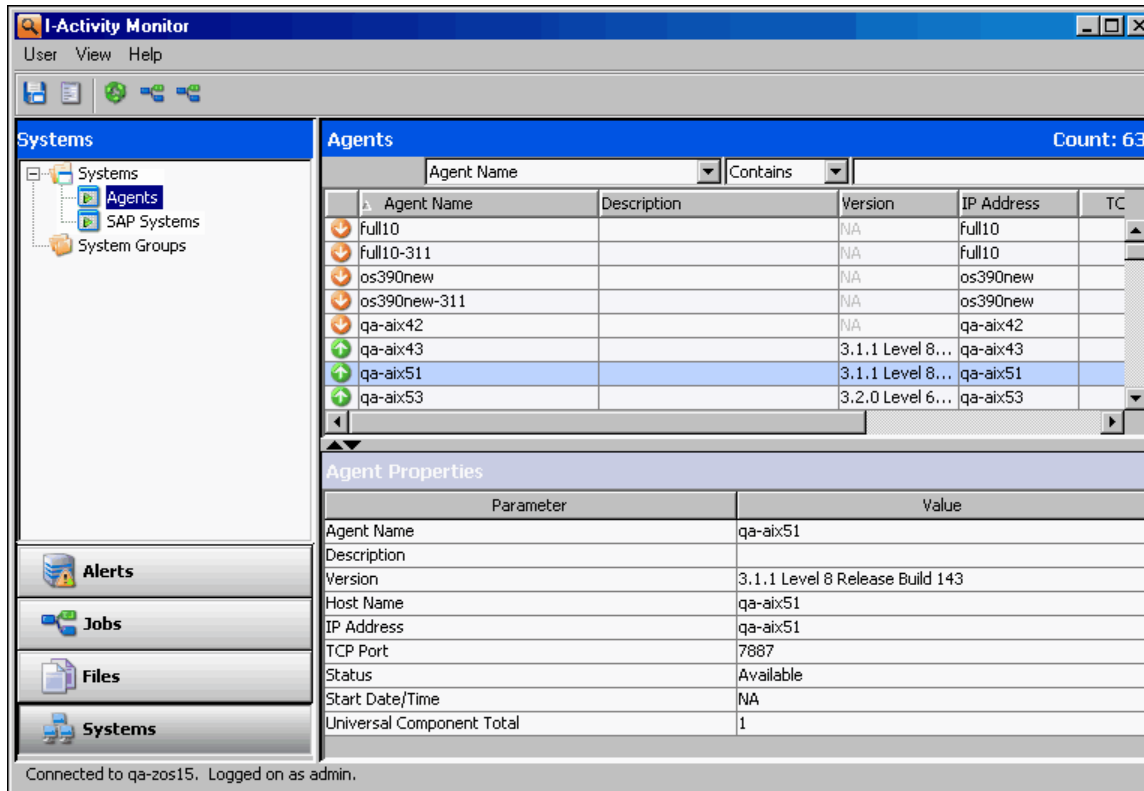 I-Activity Monitor
User View Help
Systems
Systems
Agents
SAP Systems
System Groups
Alerts
Jobs
Files
Systems
Agents Count: 63
Agent Name Contains
Agent Name Description Version IP Address TC
full10 NA full10
full10-311 NA full10
os390new NA os390new
os390new-311 NA os390new
qa-aix42 NA qa-aix42
qa-aix43 3.1.1 Level 8... qa-aix43
qa-aix51 3.1.1 Level 8... qa-aix51
qa-aix53 3.2.0 Level 6... qa-aix53
Agent Properties
Parameter Value
Agent Name qa-aix51
Description
Version 3.1.1 Level 8 Release Build 143
Host Name qa-aix51
IP Address qa-aix51
TCP Port 7887
Status Available
Start Date/Time NA
Universal Component Total 1
Connected to qa-zos15. Logged on as admin.